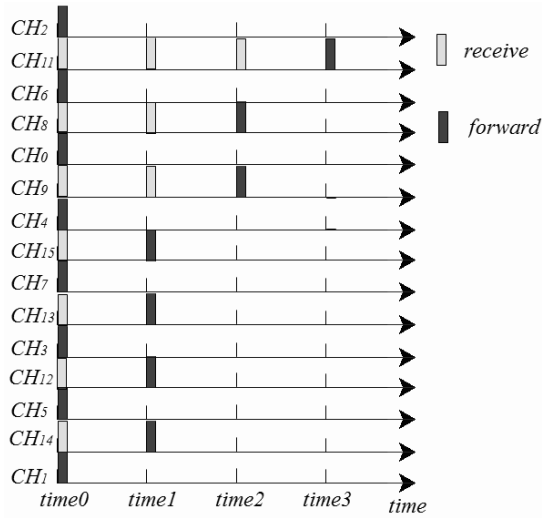 CH2
CH11
receive
CH6
CH8
forward
CH0
CH9
CH4
CH15
CH7
CH13
CH3
CH12
CH5
CH14
CH1
time0 time1 time2 time3 time